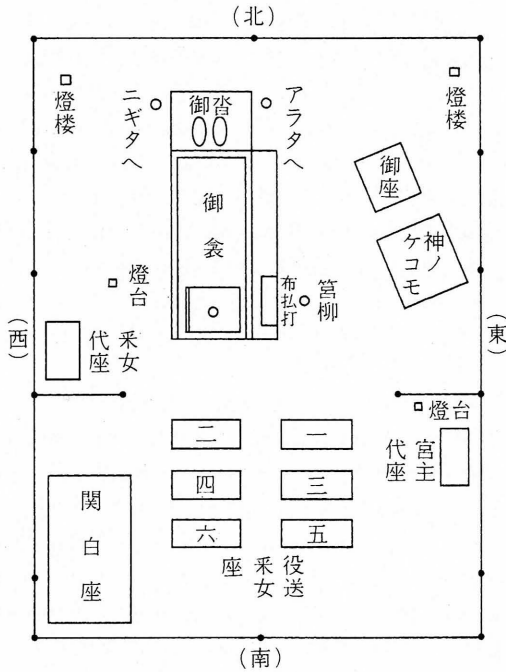 （北）
燈楼
ニギタヘ
御沓
アラタヘ
燈楼
御座
神ノ
ケコモ
御衾
燈台
布払打
筥柳
（西）
（東）
采女
代座
燈台
宮主
代座
一
二
三
四
五
六
役送
采女
座
関白座
（南）